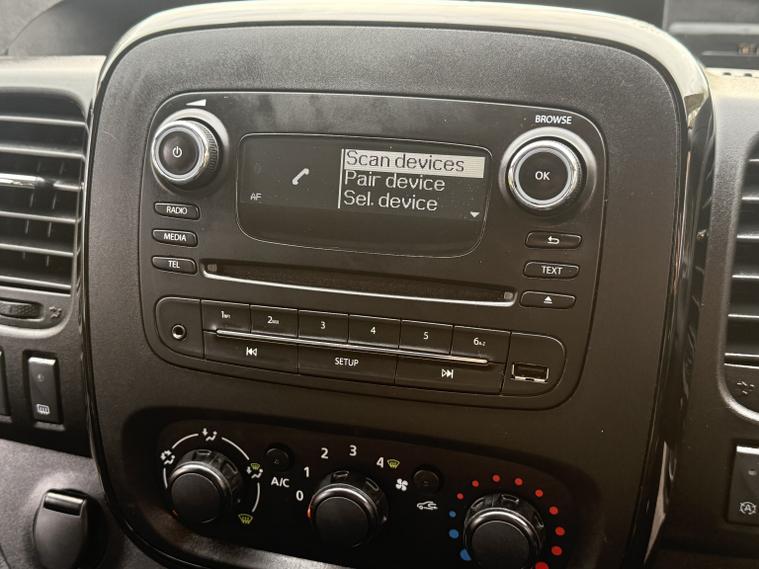 BROWSE
OK
Scan devices
Pair device
Sel. device
AF
RADIO
MEDIA
TEL
TEXT
1 2 3 4 5 6
SETUP
A/C
0 1 2 3 4
A